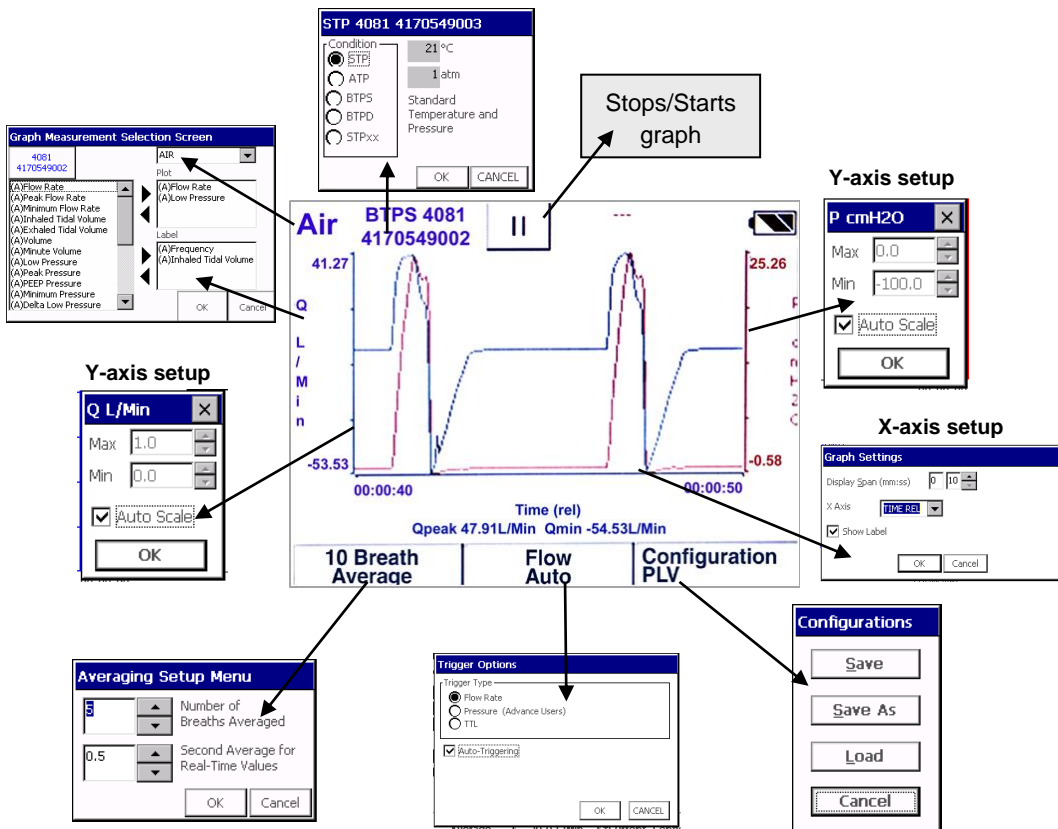 STP 4081 4170549003
Condition
STP
ATP
BTPS
BTPD
STPxx
21 °C
1 atm
Standard
Temperature and
Pressure
OK CANCEL
Stops/Starts
graph
Graph Measurement Selection Screen
4081
4170549002
AIR
Plot
(A)Flow Rate
(A)Peak Flow Rate
(A)Minimum Flow Rate
(A)Inhaled Tidal Volume
(A)Exhaled Tidal Volume
(A)Volume
(A)Minute Volume
(A)Low Pressure
(A)Peak Pressure
(A)PEEP Pressure
(A)Minimum Pressure
(A)Delta Low Pressure
(A)Flow Rate
(A)Low Pressure
Label
(A)Frequency
(A)Inhaled Tidal Volume
OK Cancel
Air
BTPS 4081
4170549002
II
---
41.27
Q L/Min
-53.53
25.26
-0.58
00:00:40 00:00:50
Time (rel)
Qpeak 47.91L/Min Qmin -54.53L/Min
10 Breath
Average
Flow
Auto
Configuration
PLV
Y-axis setup
P cmH2O
Max 0.0
Min -100.0
Auto Scale
OK
Y-axis setup
Q L/Min
Max 1.0
Min 0.0
Auto Scale
OK
X-axis setup
Graph Settings
Display Span (mm:ss) 0 10
X Axis TIME REL
Show Label
OK Cancel
Averaging Setup Menu
5
Number of
Breaths Averaged
0.5
Second Average for
Real-Time Values
OK Cancel
Trigger Options
Trigger Type
Flow Rate
Pressure (Advance Users)
TTL
Auto-Triggering
OK CANCEL
Configurations
Save
Save As
Load
Cancel